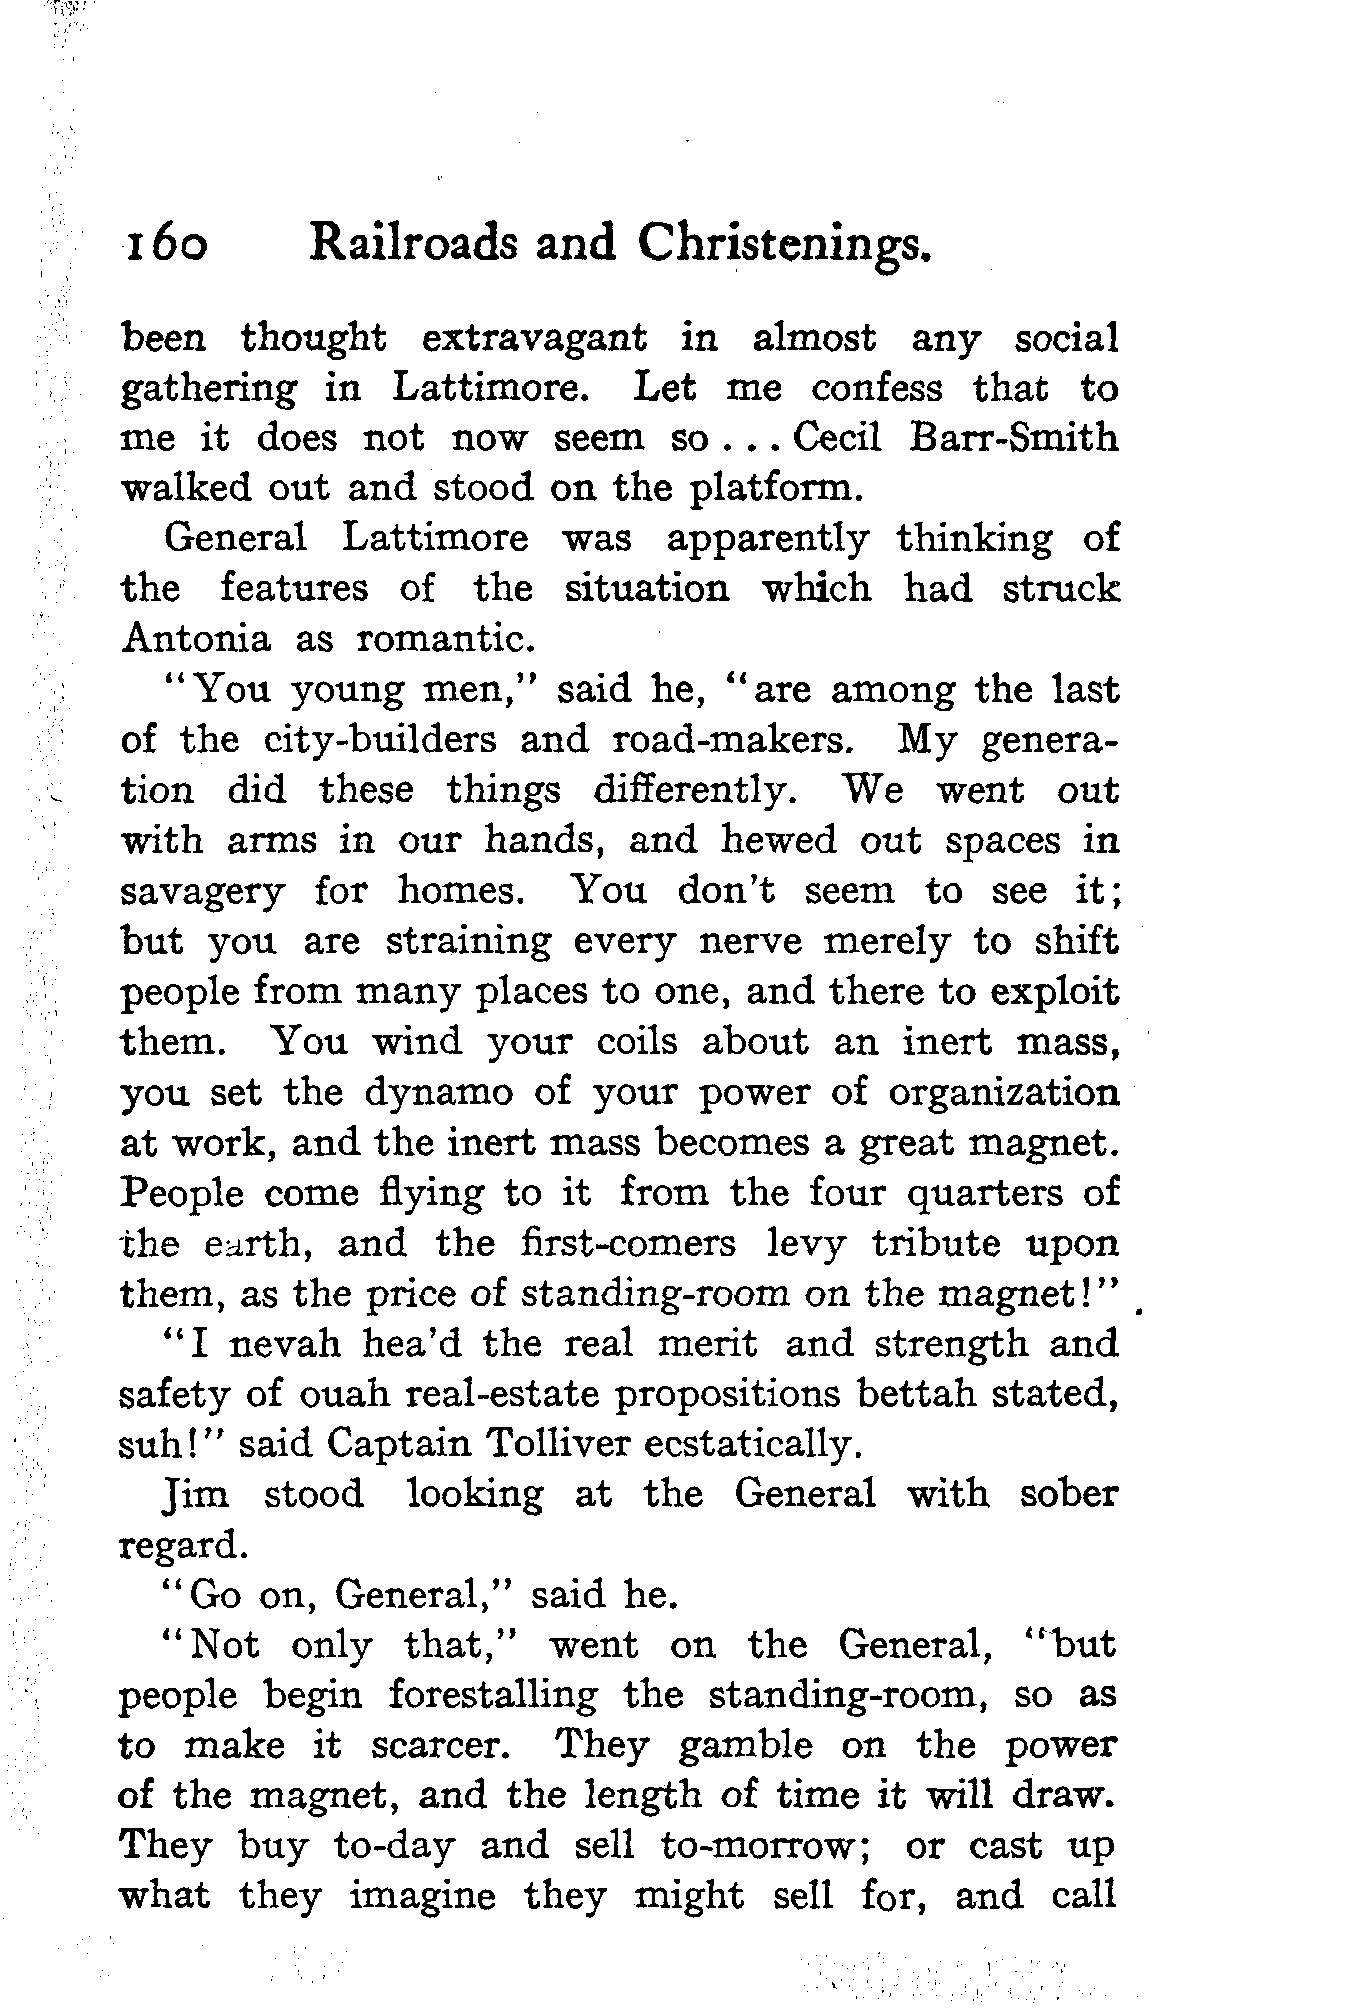 160 Railroads and Christenings.
been thought extravagant in almost any social
gathering in Lattimore. Let me confess that to
me it does not now seem so . . . Cecil Barr-Smith
walked out and stood on the platform.
General Lattimore was apparently thinking of
the features of the situation which had struck
Antonia as romantic.
"You young men," said he, "are among the last
of the city-builders and road-makers. My genera-
tion did these things differently. We went out
with arms in our hands, and hewed out spaces in
savagery for homes. You don't seem to see it;
but you are straining every nerve merely to shift
people from many places to one, and there to exploit
them. You wind your coils about an inert mass,
you set the dynamo of your power of organization
at work, and the inert mass becomes a great magnet.
People come flying to it from the four quarters of
the earth, and the first-comers levy tribute upon
them, as the price of standing-room on the magnet!"
"I nevah hea'd the real merit and strength and
safety of ouah real-estate propositions bettah stated,
suh!" said Captain Tolliver ecstatically.
Jim stood looking at the General with sober
regard.
"Go on, General," said he.
"Not only that," went on the General, "but
people begin forestalling the standing-room, so as
to make it scarcer. They gamble on the power
of the magnet, and the length of time it will draw.
They buy to-day and sell to-morrow; or cast up
what they imagine they might sell for, and call